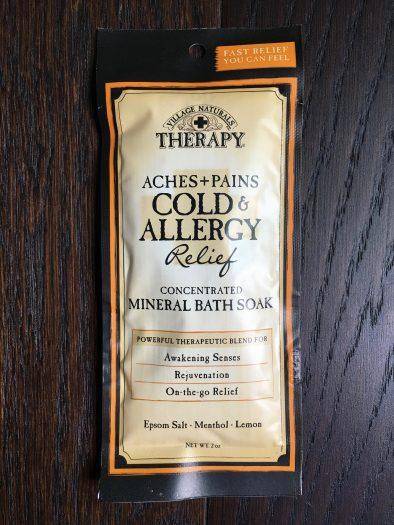 FAST RELIEF
YOU CAN FEEL
VILLAGE NATURALS
THERAPY
ACHES+PAINS
COLD &
ALLERGY
Relief
CONCENTRATED
MINERAL BATH SOAK
POWERFUL THERAPEUTIC BLEND FOR
Awakening Senses
Rejuvenation
On-the-go Relief
Epsom Salt · Menthol · Lemon
NET WT. 2 oz